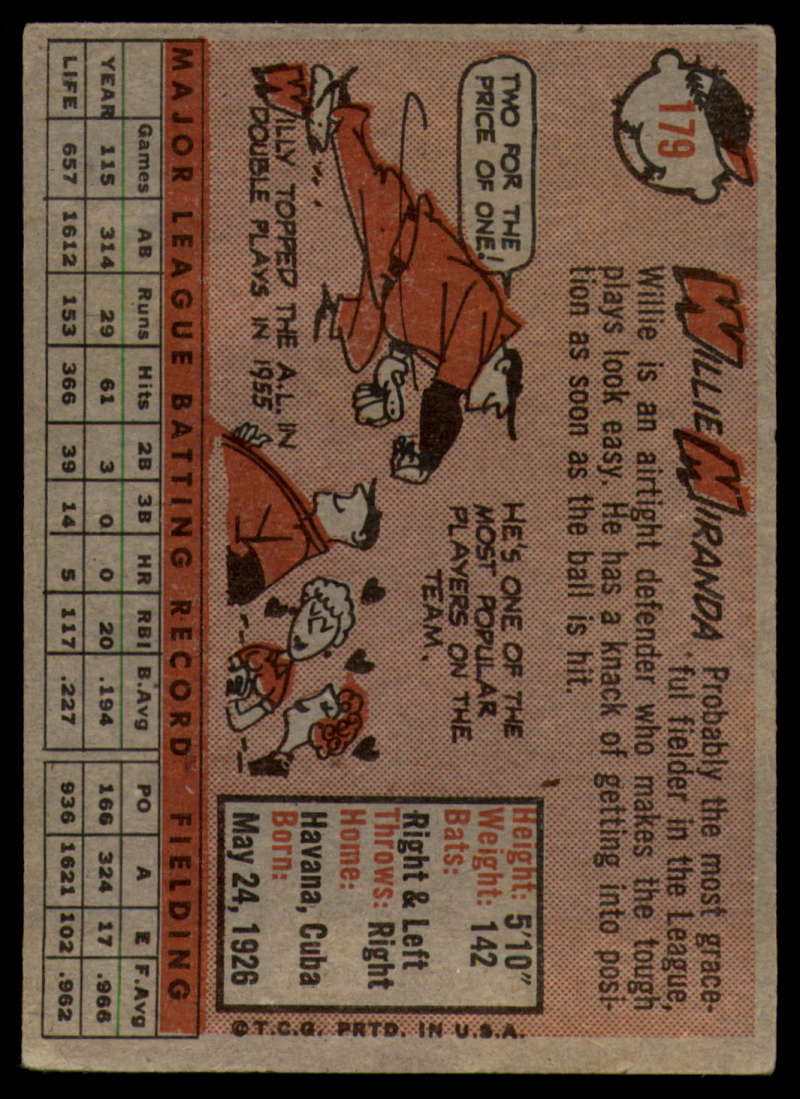 179
WILLIE MIRANDA Probably the most grace-
ful fielder in the League,
Willie is an airtight defender who makes the tough
plays look easy. He has a knack of getting into posi-
tion as soon as the ball is hit.
TWO FOR THE
PRICE OF ONE!
WILLY TOPPED THE A.L. IN
DOUBLE PLAYS IN 1955
HE'S ONE OF THE
MOST POPULAR
PLAYERS ON THE
TEAM.
Height: 5'10"
Weight: 142
Bats:
Right & Left
Throws: Right
Home:
Havana, Cuba
Born:
May 24, 1926
©T.C.G. PRTD. IN U.S.A.
MAJOR LEAGUE BATTING RECORD FIELDING
Games AB Runs Hits 2B 3B HR RBI B.Avg PO A E F.Avg
YEAR 115 314 29 61 3 0 0 20 .194 166 324 17 .966
LIFE 657 1612 153 366 39 14 5 117 .227 936 1621 102 .962